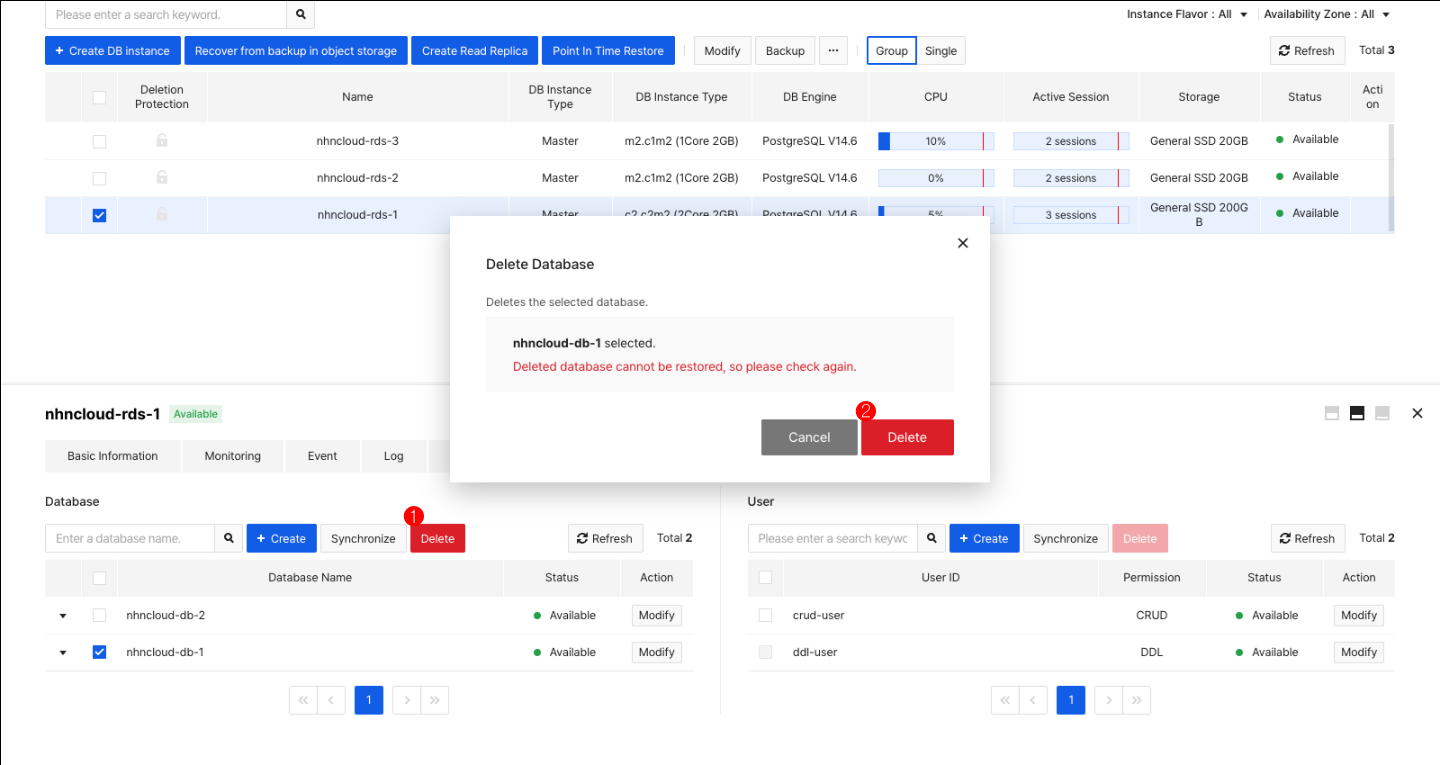 Please enter a search keyword.
Instance Flavor : All
Availability Zone : All
+ Create DB instance
Recover from backup in object storage
Create Read Replica
Point In Time Restore
Modify
Backup
...
Group
Single
Refresh
Total 3
Deletion Protection
Name
DB Instance Type
DB Instance Type
DB Engine
CPU
Active Session
Storage
Status
Action
nhncloud-rds-3
Master
m2.c1m2 (1Core 2GB)
PostgreSQL V14.6
10%
2 sessions
General SSD 20GB
Available
nhncloud-rds-2
Master
m2.c1m2 (1Core 2GB)
PostgreSQL V14.6
0%
2 sessions
General SSD 20GB
Available
nhncloud-rds-1
Master
c2.c2m2 (2Core 2GB)
PostgreSQL V14.6
5%
3 sessions
General SSD 200GB
Available
Delete Database
Deletes the selected database.
nhncloud-db-1 selected.
Deleted database cannot be restored, so please check again.
2
Cancel
Delete
nhncloud-rds-1
Available
Basic Information
Monitoring
Event
Log
Database
1
Enter a database name.
+ Create
Synchronize
Delete
Refresh
Total 2
Database Name
Status
Action
nhncloud-db-2
Available
Modify
nhncloud-db-1
Available
Modify
1
User
Please enter a search keywc
+ Create
Synchronize
Delete
Refresh
Total 2
User ID
Permission
Status
Action
crud-user
CRUD
Available
Modify
ddl-user
DDL
Available
Modify
1